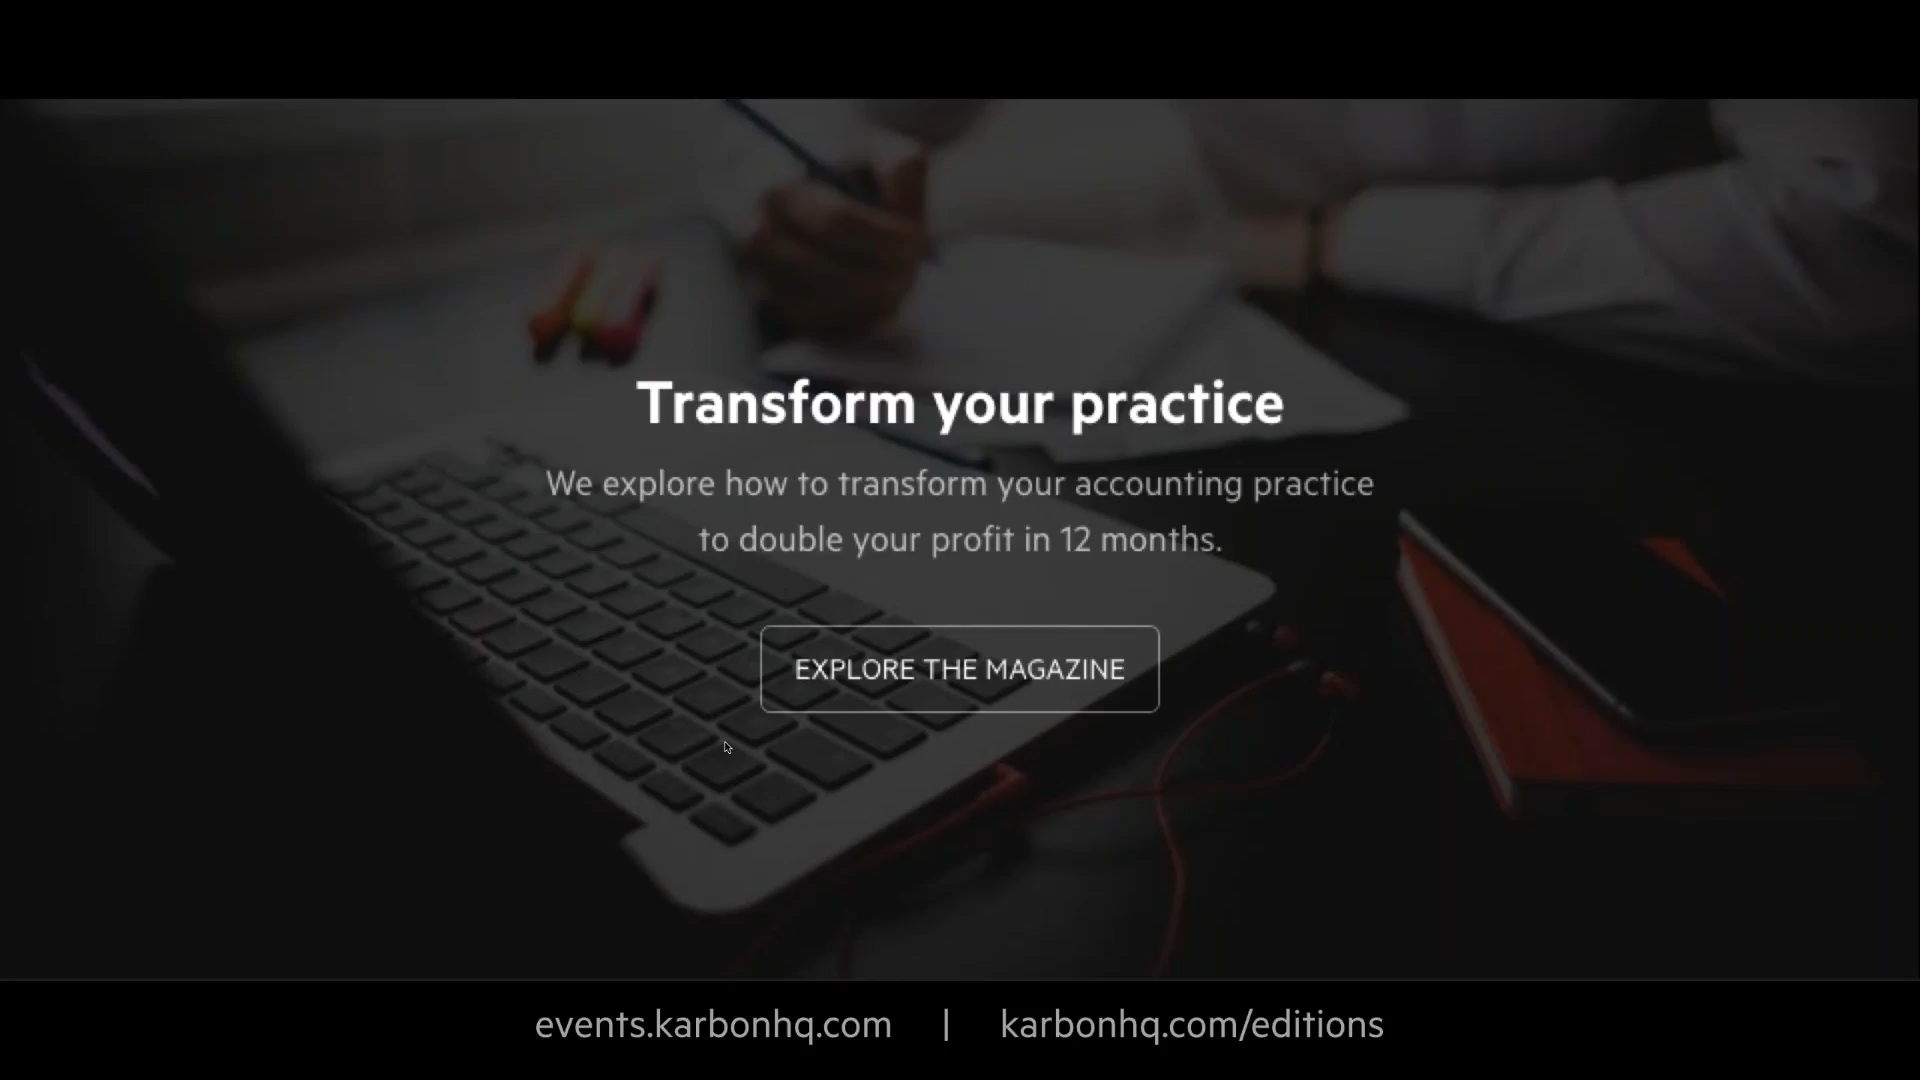 Transform your practice
We explore how to transform your accounting practice
to double your profit in 12 months.
EXPLORE THE MAGAZINE
events.karbonhq.com | karbonhq.com/editions